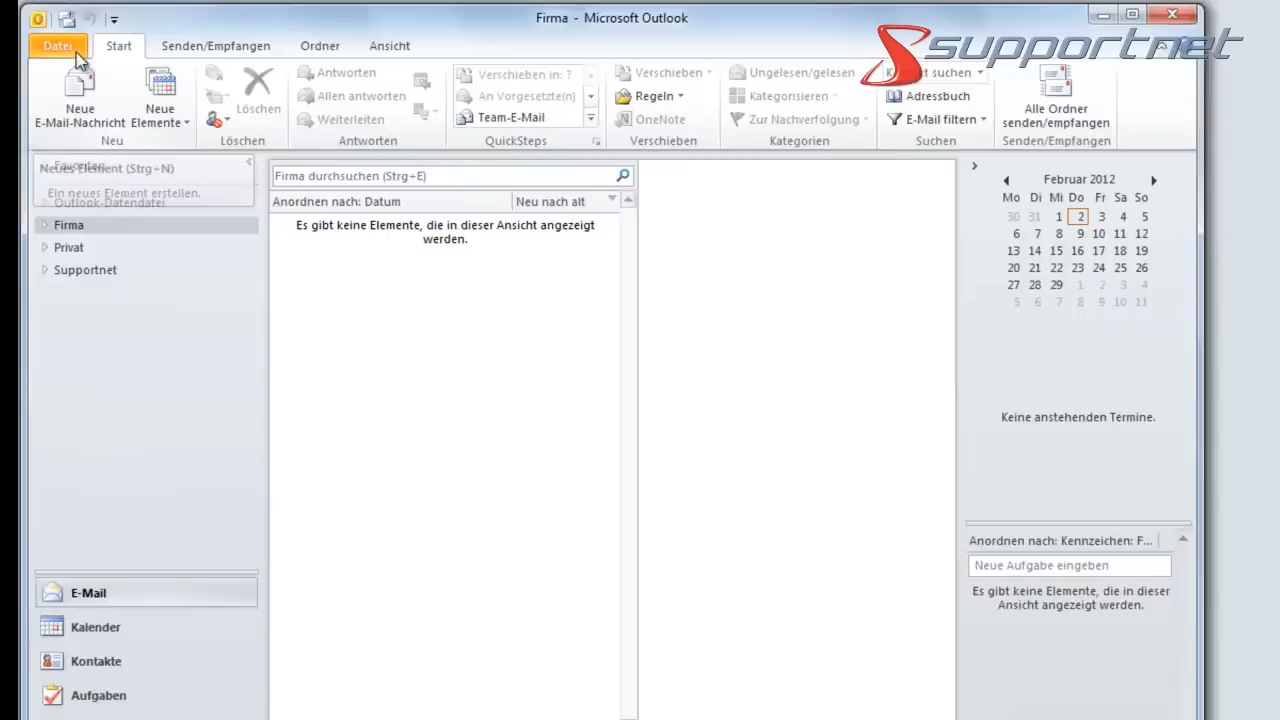 Firma - Microsoft Outlook
supportnet
Datei Start Senden/Empfangen Ordner Ansicht
Neue
E-Mail-Nachricht
Neue
Elemente
Neu
Löschen
Löschen
Antworten
Allen antworten
Weiterleiten
Antworten
Verschieben in: ?
An Vorgesetzte(n)
Team-E-Mail
QuickSteps
Verschieben
Regeln
OneNote
Verschieben
Ungelesen/gelesen
Kategorisieren
Zur Nachverfolgung
Kategorien
suchen
Adressbuch
E-Mail filtern
Suchen
Alle Ordner
senden/empfangen
Senden/Empfangen
Favoriten
Neues Element (Strg+N)
Ein neues Element erstellen.
Outlook-Datendatei
Firma
Privat
Supportnet
E-Mail
Kalender
Kontakte
Aufgaben
Firma durchsuchen (Strg+E)
Anordnen nach: Datum Neu nach alt
Es gibt keine Elemente, die in dieser Ansicht angezeigt
werden.
Februar 2012
Mo Di Mi Do Fr Sa So
30 31 1 2 3 4 5
6 7 8 9 10 11 12
13 14 15 16 17 18 19
20 21 22 23 24 25 26
27 28 29 1 2 3 4
5 6 7 8 9 10 11
Keine anstehenden Termine.
Anordnen nach: Kennzeichen: F...
Neue Aufgabe eingeben
Es gibt keine Elemente, die in dieser
Ansicht angezeigt werden.